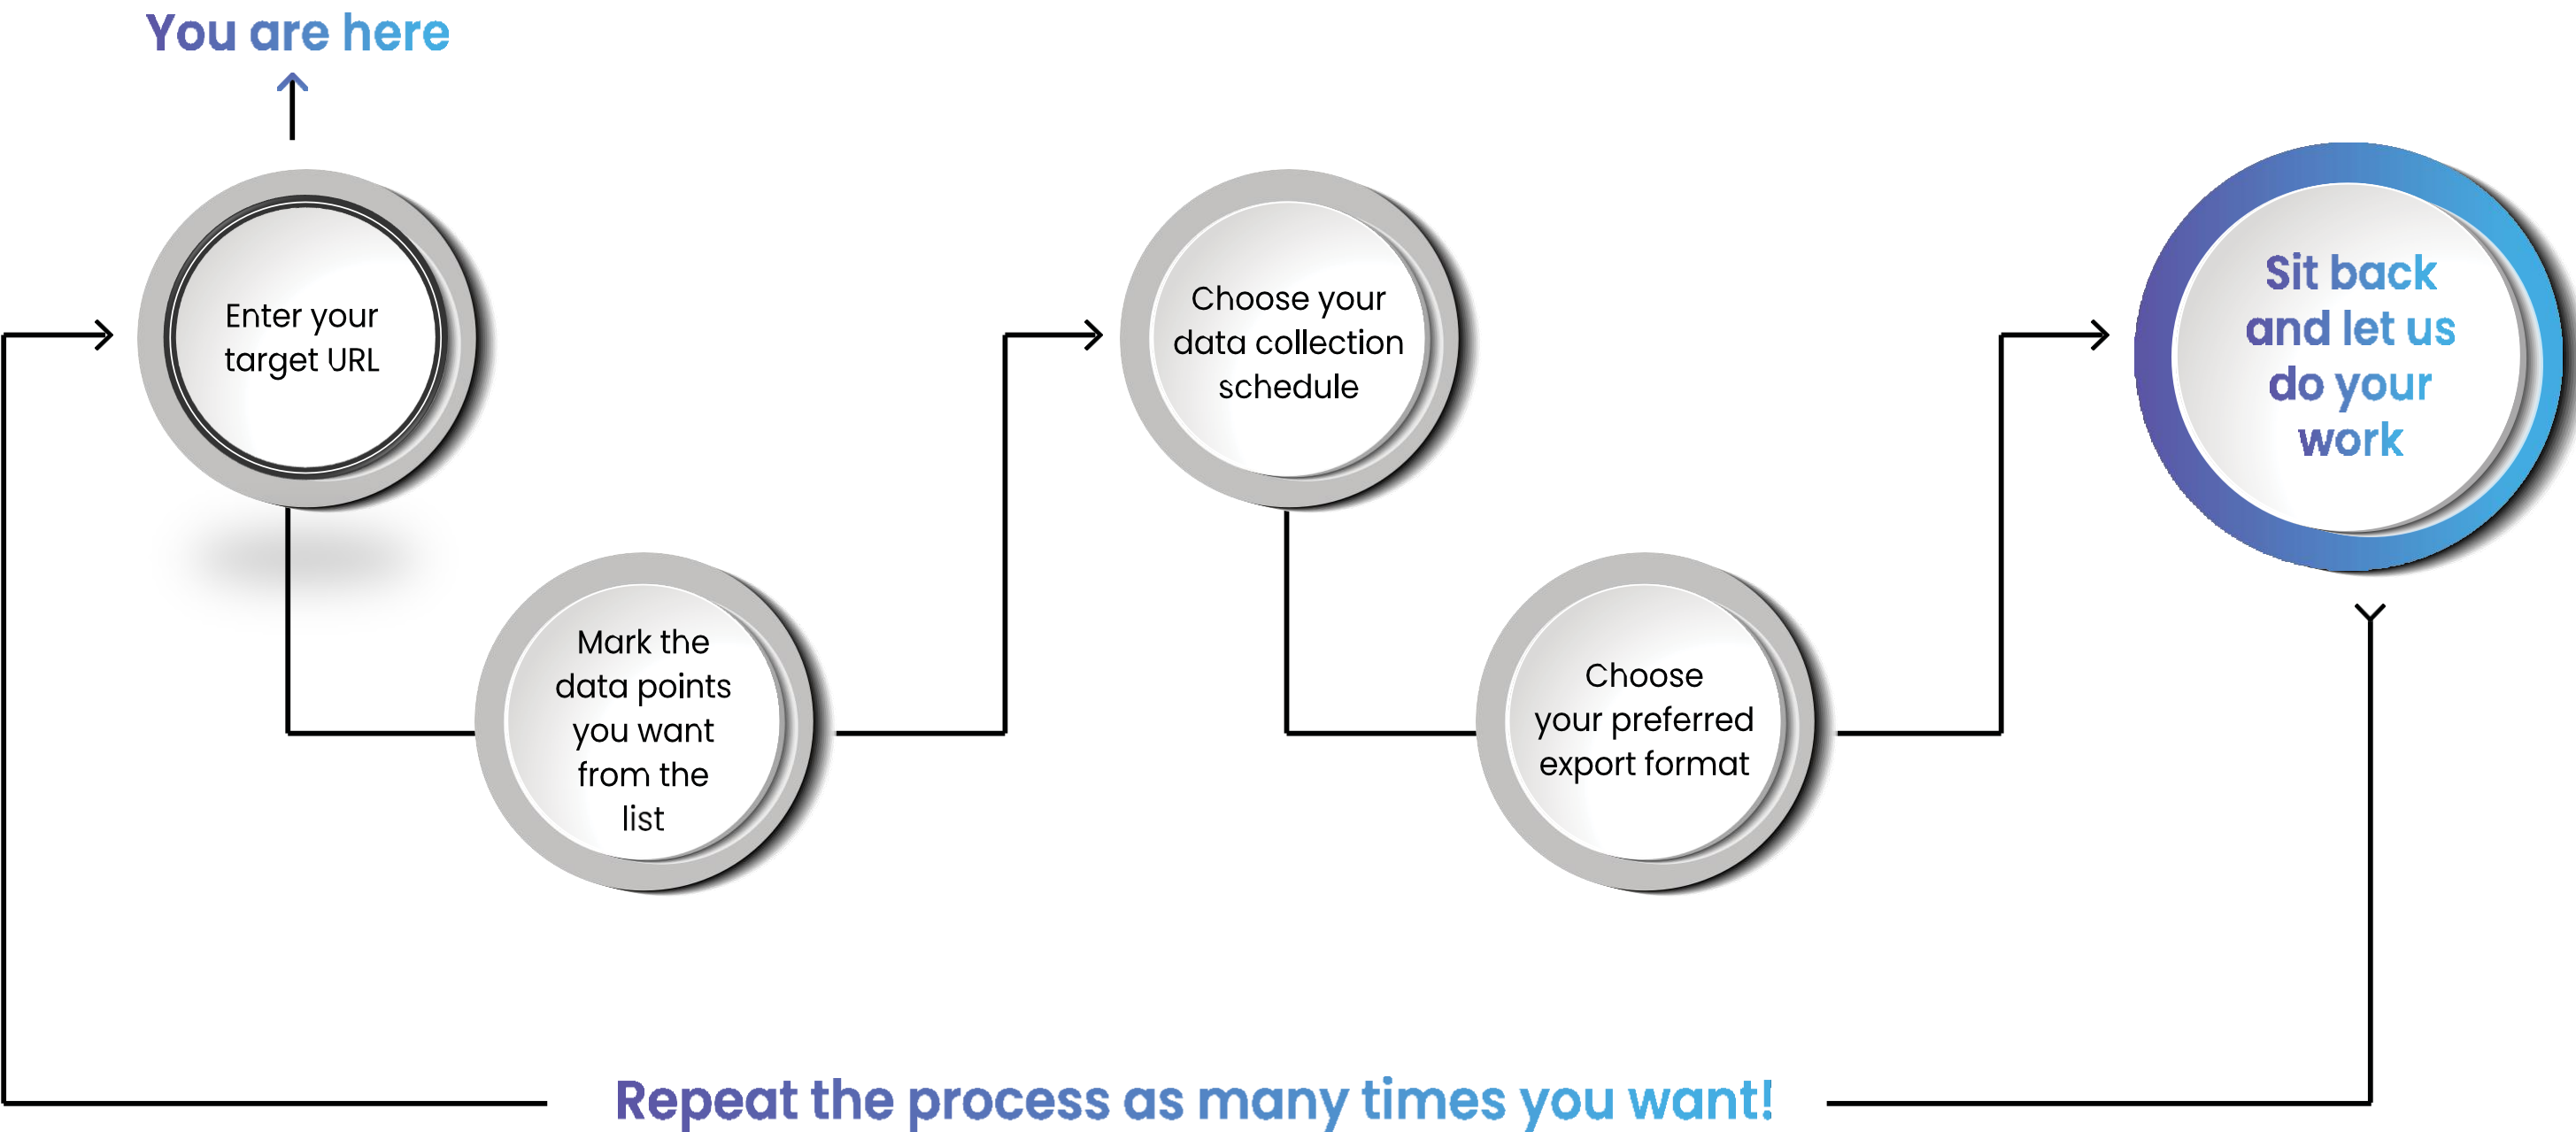 You are here
Enter your
target URL
Mark the
data points
you want
from the
list
Choose your
data collection
schedule
Choose
your preferred
export format
Sit back
and let us
do your
work
Repeat the process as many times you want!